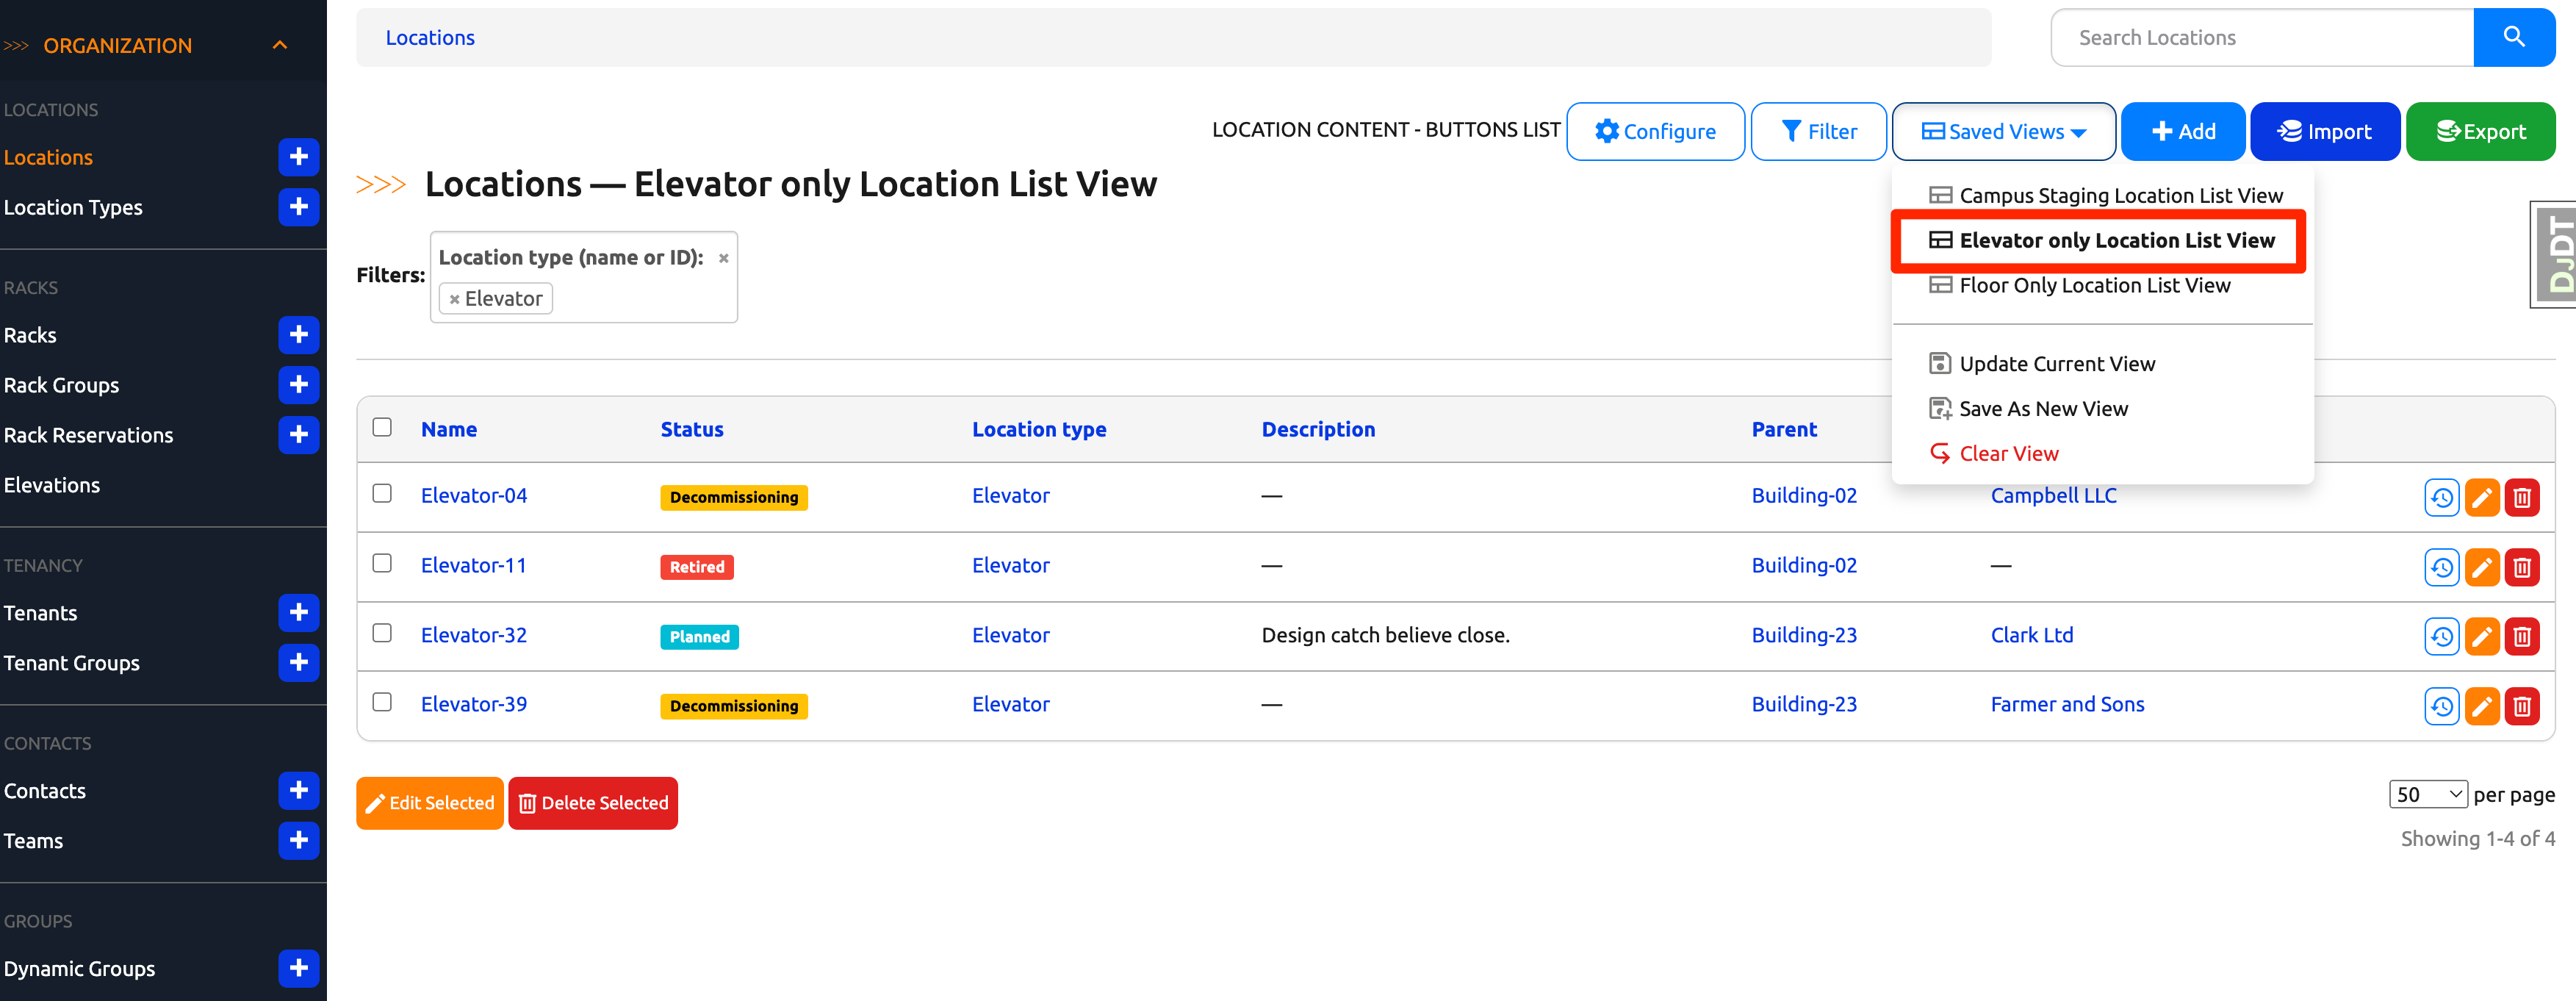 ORGANIZATION
LOCATIONS
Locations
Location Types
RACKS
Racks
Rack Groups
Rack Reservations
Elevations
TENANCY
Tenants
Tenant Groups
CONTACTS
Contacts
Teams
GROUPS
Dynamic Groups
Locations
Search Locations
LOCATION CONTENT - BUTTONS LIST Configure Filter Saved Views Add Import Export
Locations — Elevator only Location List View
Campus Staging Location List View
Elevator only Location List View
Floor Only Location List View
Update Current View
Save As New View
Clear View
DJDT
Filters: Location type (name or ID): ×
× Elevator
Name Status Location type Description Parent
Elevator-04 Decommissioning Elevator — Building-02 Campbell LLC
Elevator-11 Retired Elevator — Building-02 —
Elevator-32 Planned Elevator Design catch believe close. Building-23 Clark Ltd
Elevator-39 Decommissioning Elevator — Building-23 Farmer and Sons
Edit Selected Delete Selected
50 per page
Showing 1-4 of 4